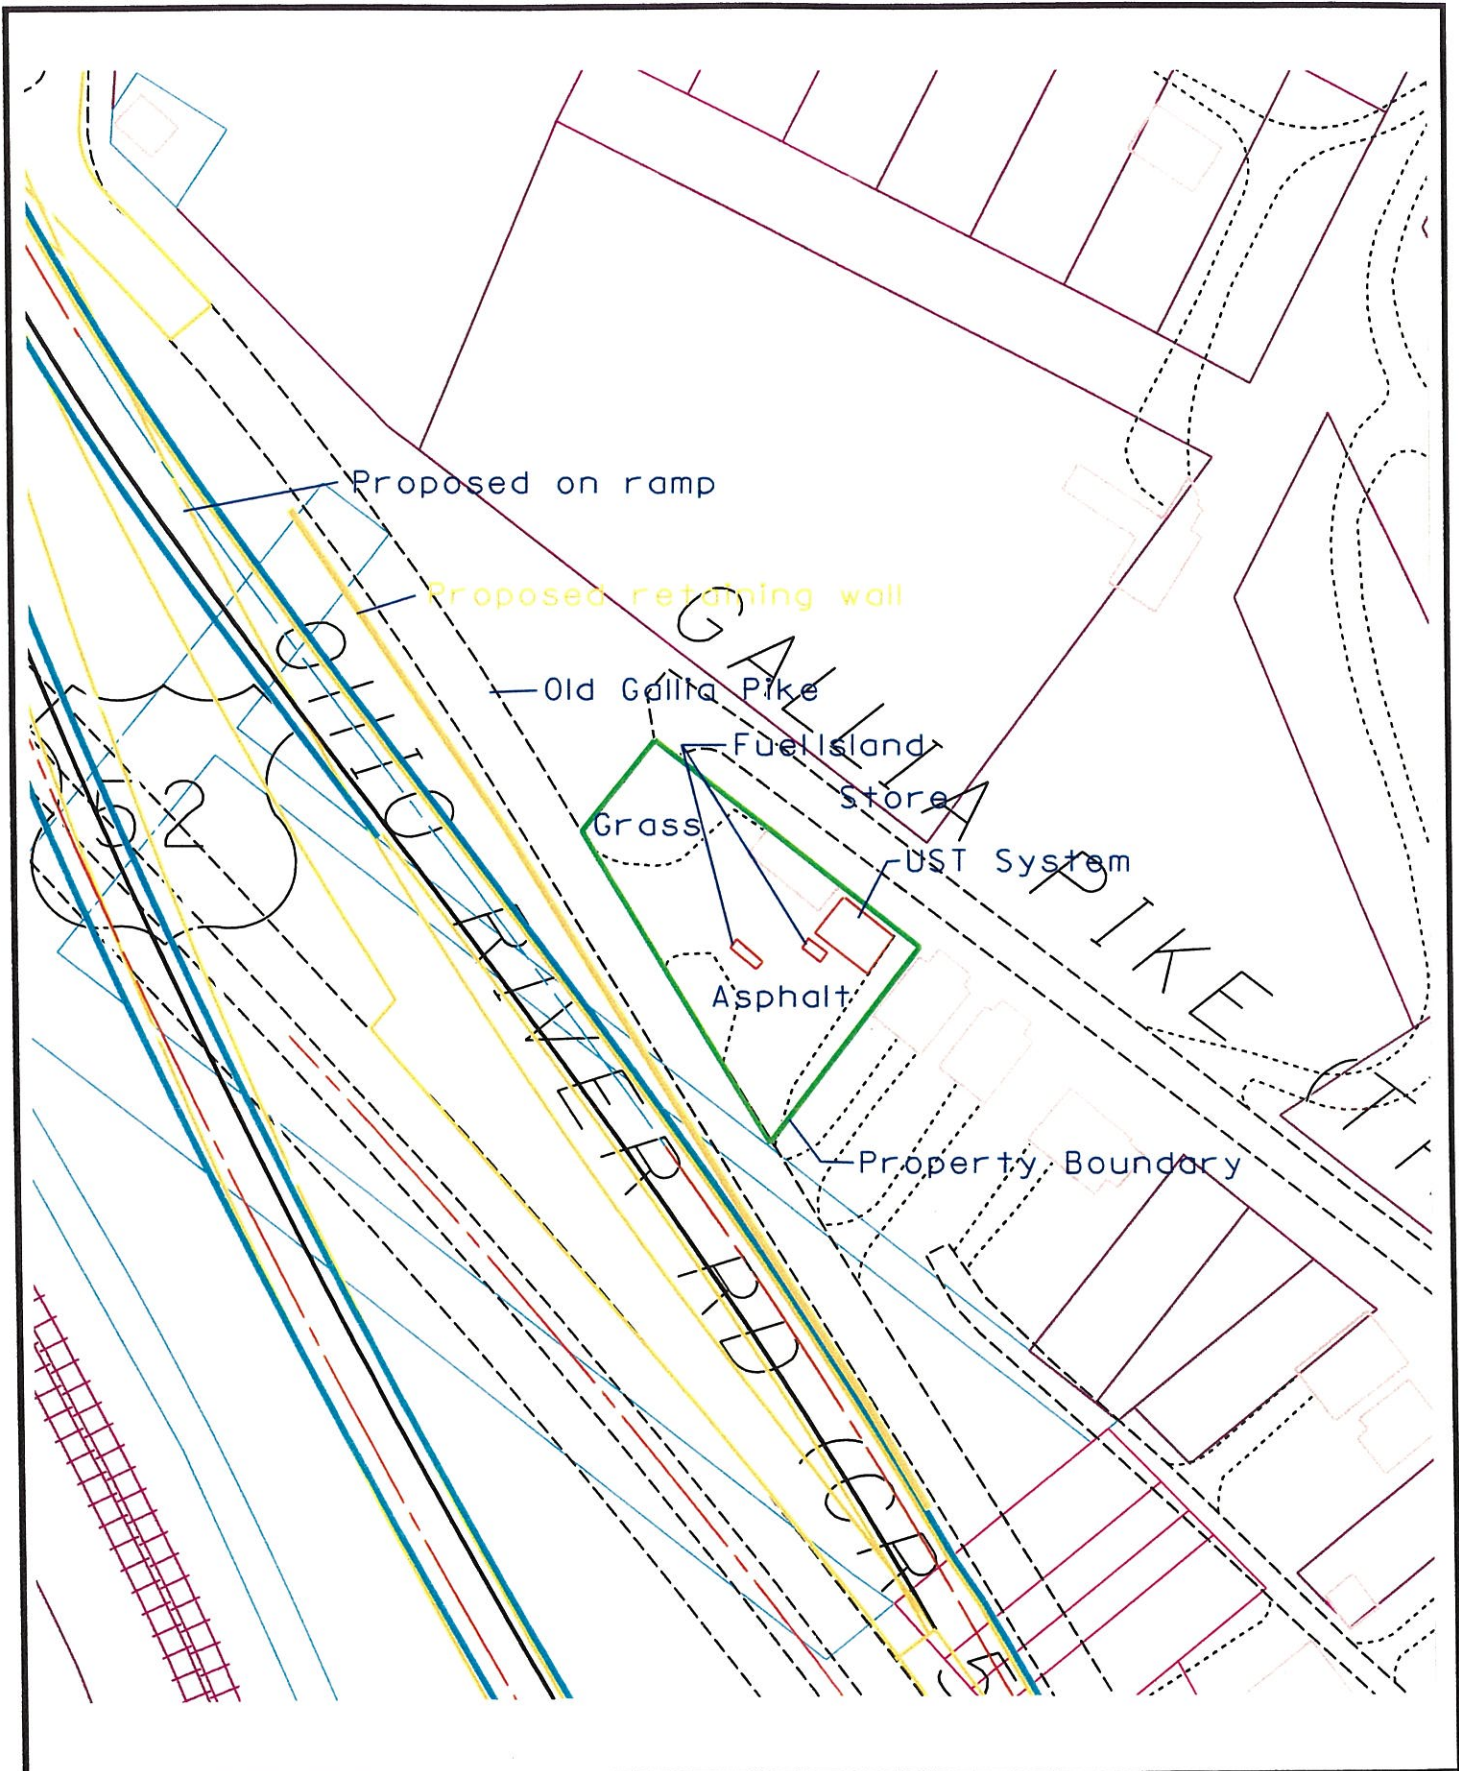 Proposed on ramp
Proposed retaining wall
GALLIA PIKE
Old Gallia Pike
Fuel Island
Store
Grass
UST System
52
OHIO RIVER RD (CR
5
Asphalt
Property Boundary